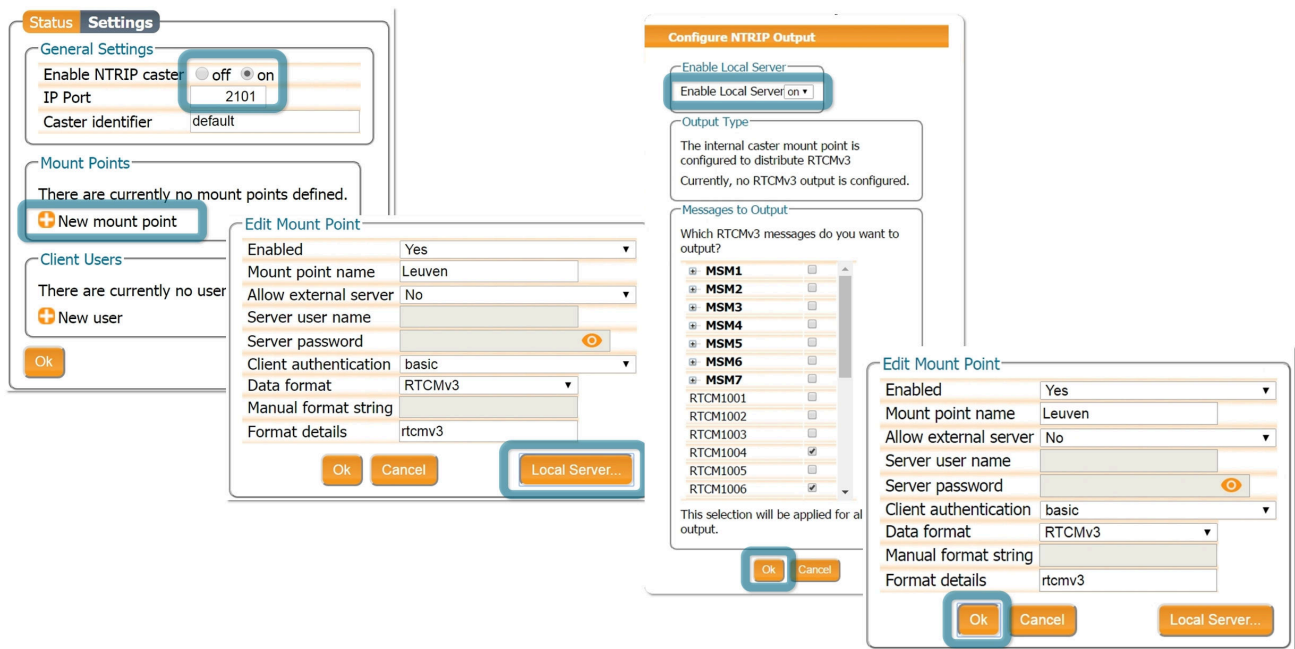 Status Settings
General Settings
Enable NTRIP caster off on
IP Port 2101
Caster identifier default
Mount Points
There are currently no mount points defined.
New mount point
Client Users
There are currently no user
New user
Ok
Edit Mount Point
Enabled Yes
Mount point name Leuven
Allow external server No
Server user name
Server password
Client authentication basic
Data format RTCMv3
Manual format string
Format details rtcmv3
Ok Cancel Local Server...
Configure NTRIP Output
Enable Local Server
Enable Local Server on
Output Type
The internal caster mount point is
configured to distribute RTCMv3
Currently, no RTCMv3 output is configured.
Messages to Output
Which RTCMv3 messages do you want to
output?
MSM1
MSM2
MSM3
MSM4
MSM5
MSM6
MSM7
RTCM1001
RTCM1002
RTCM1003
RTCM1004
RTCM1005
RTCM1006
This selection will be applied for al
output.
Ok Cancel
Edit Mount Point
Enabled Yes
Mount point name Leuven
Allow external server No
Server user name
Server password
Client authentication basic
Data format RTCMv3
Manual format string
Format details rtcmv3
Ok Cancel Local Server...